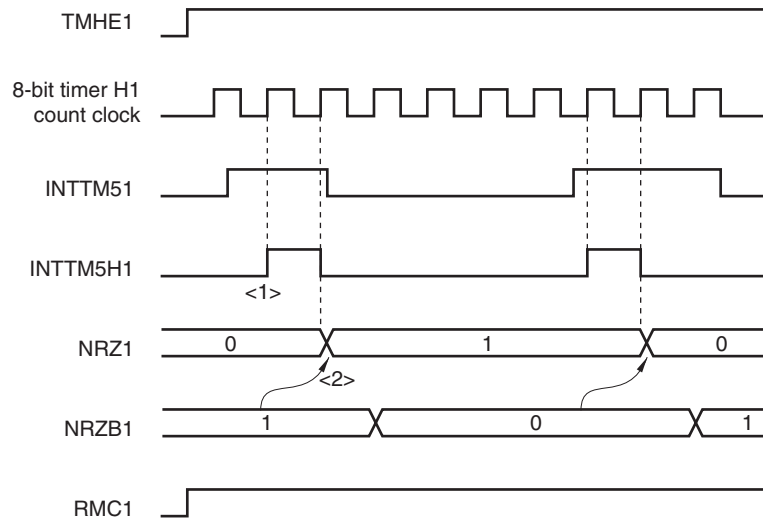 TMHE1
8-bit timer H1
count clock
INTTM51
INTTM5H1
<1>
NRZ1
0 1 0
<2>
NRZB1
1 0 1
RMC1